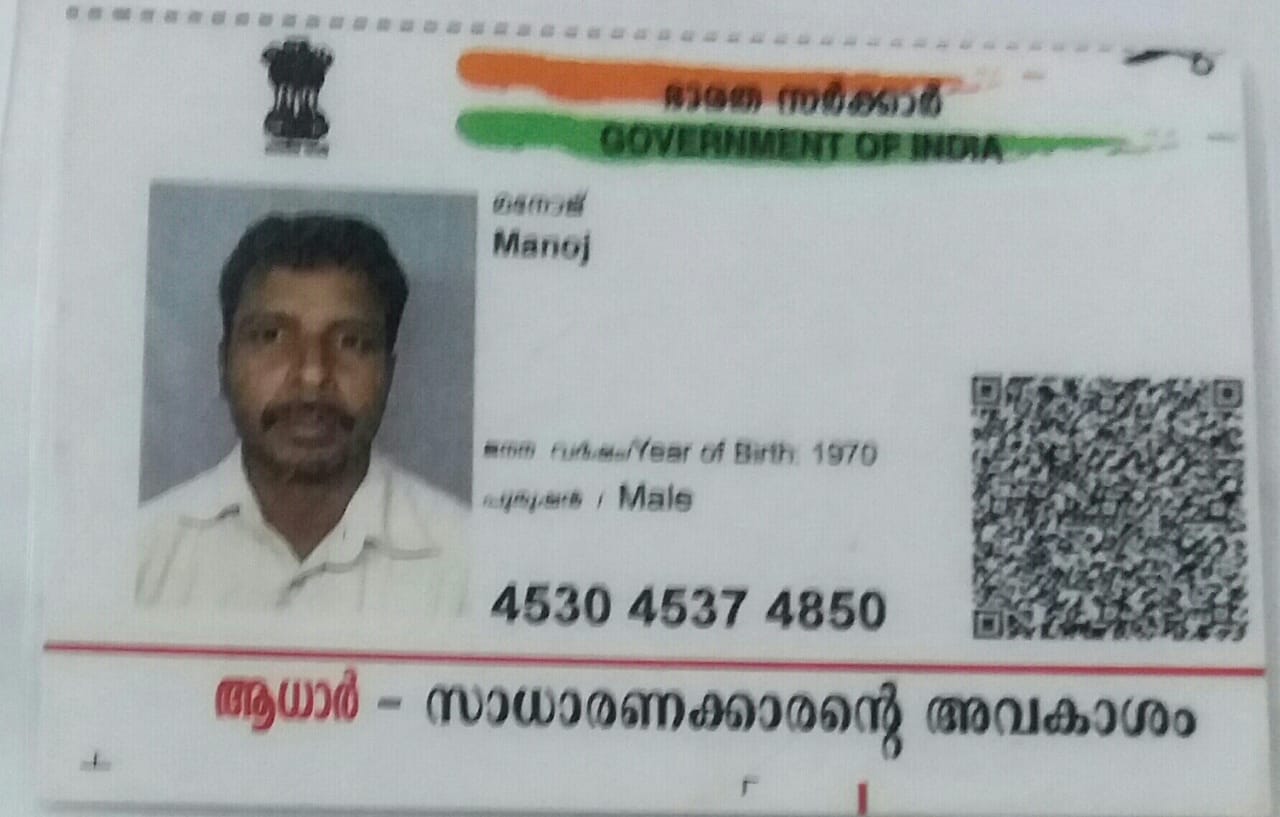 ഭാരത സർക്കാർ
GOVERNMENT OF INDIA
മനോജ്
Manoj
ജനന വർഷം/Year of Birth: 1970
പുരുഷൻ / Male
4530 4537 4850
ആധാർ - സാധാരണക്കാരന്റെ അവകാശം